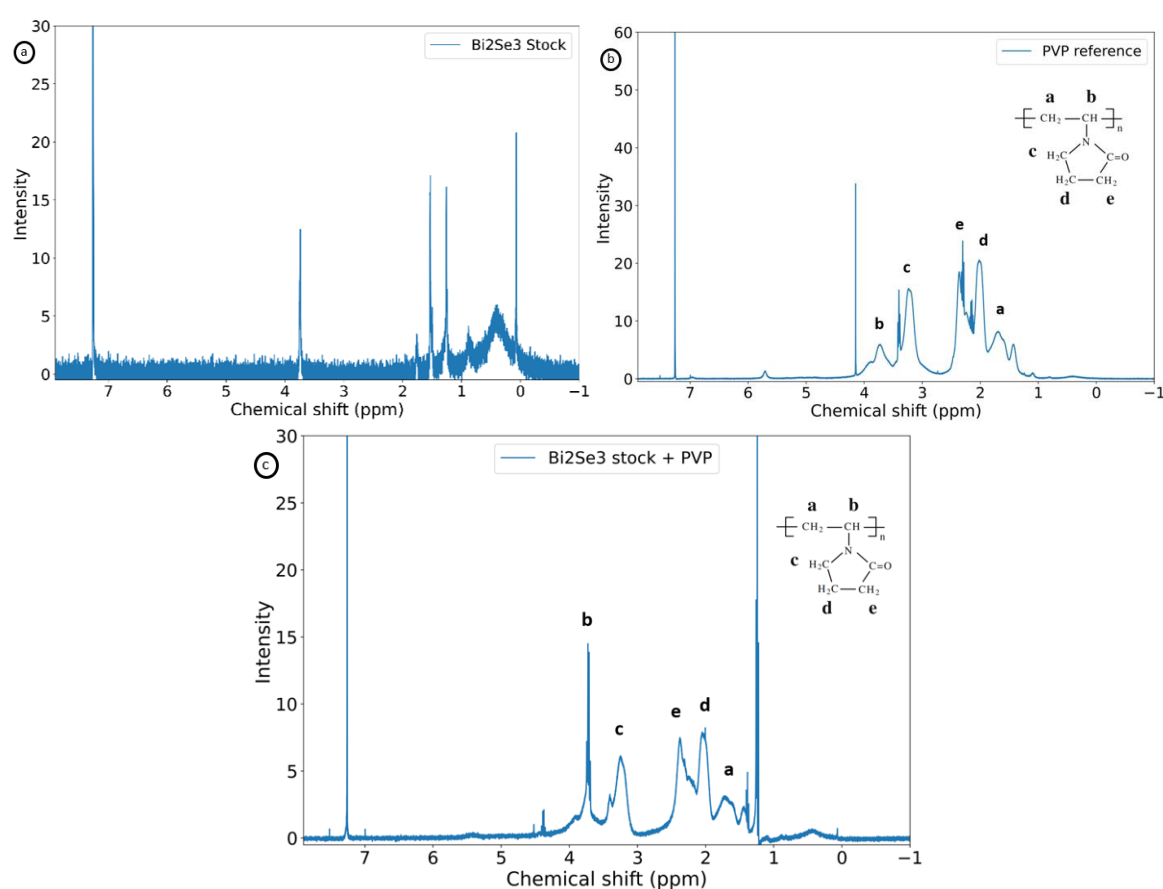 a
30
25
20
15
10
5
0
Intensity
Bi2Se3 Stock
7 6 5 4 3 2 1 0 −1
Chemical shift (ppm)
b
60
50
40
30
20
10
0
Intensity
PVP reference
a b
CH₂ CH n
N
c H₂C C=O
H₂C CH₂
d e
b c e d a
7 6 5 4 3 2 1 0 −1
Chemical shift (ppm)
c
30
25
20
15
10
5
0
Intensity
Bi2Se3 stock + PVP
a b
CH₂ CH n
N
c H₂C C=O
H₂C CH₂
d e
b c e d a
7 6 5 4 3 2 1 0 −1
Chemical shift (ppm)